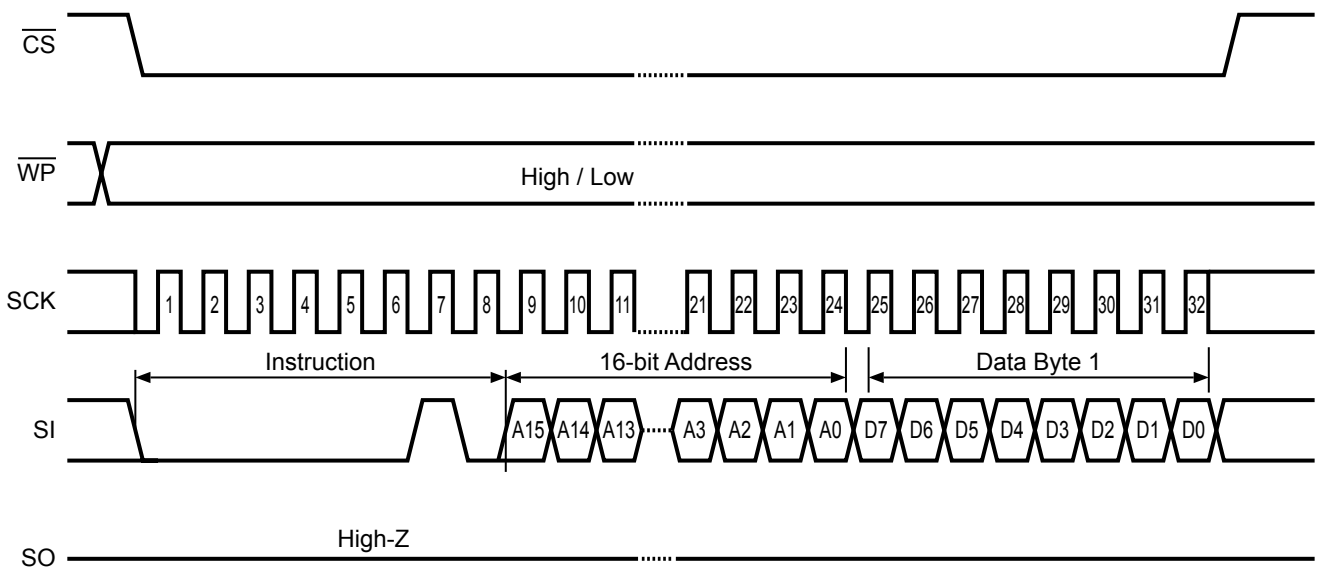 CS
WP
High / Low
SCK
1 2 3 4 5 6 7 8 9 10 11 21 22 23 24 25 26 27 28 29 30 31 32
Instruction 16-bit Address Data Byte 1
SI
A15 A14 A13 A3 A2 A1 A0 D7 D6 D5 D4 D3 D2 D1 D0
High-Z
SO